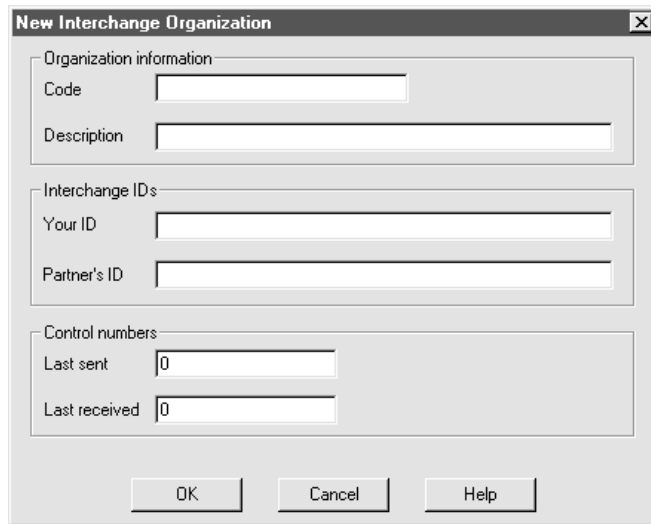 New Interchange Organization
Organization information
Code
Description
Interchange IDs
Your ID
Partner's ID
Control numbers
Last sent 0
Last received 0
OK Cancel Help